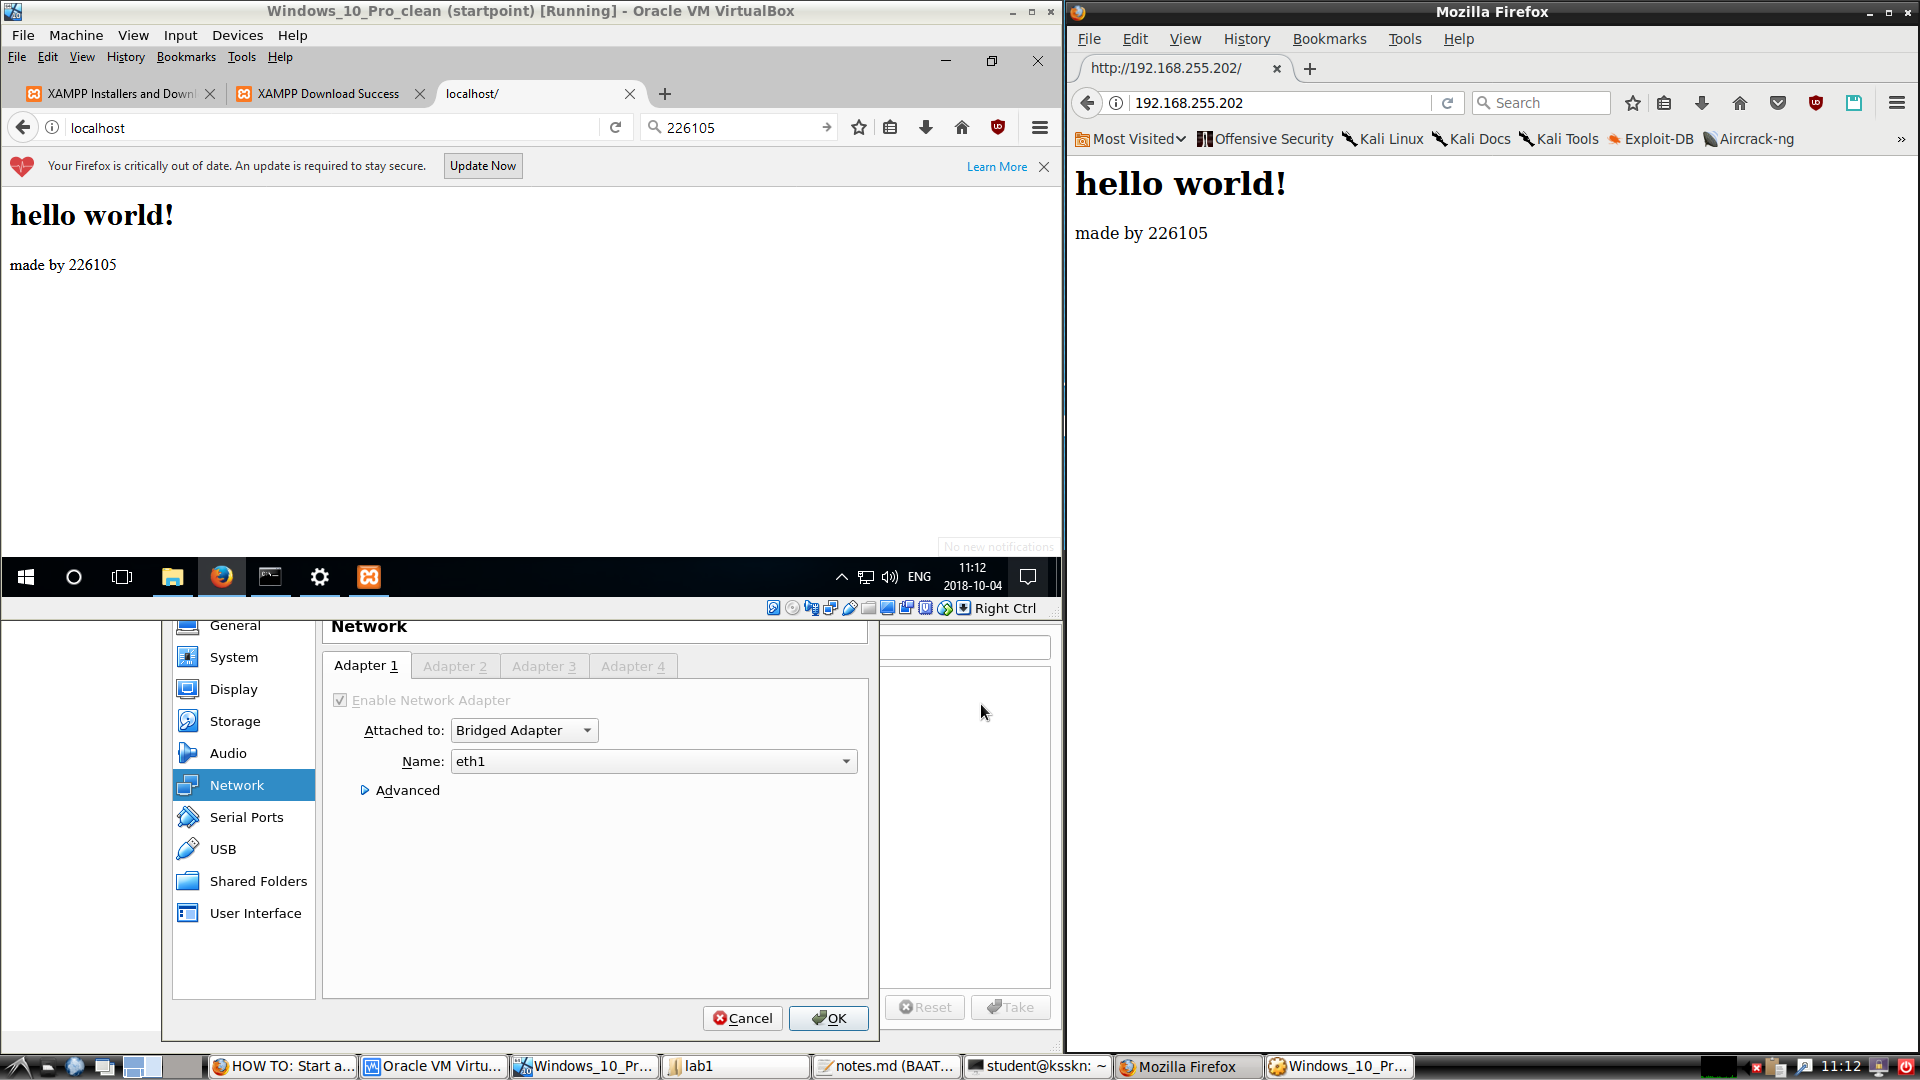 Windows_10_Pro_clean (startpoint) [Running] - Oracle VM VirtualBox
File Machine View Input Devices Help
File Edit View History Bookmarks Tools Help
XAMPP Installers and Downl
XAMPP Download Success
localhost/
localhost
226105
Your Firefox is critically out of date. An update is required to stay secure.
Update Now
Learn More
hello world!
made by 226105
No new notifications
ENG
11:12
2018-10-04
Right Ctrl
General
System
Display
Storage
Audio
Network
Serial Ports
USB
Shared Folders
User Interface
Network
Adapter 1
Adapter 2
Adapter 3
Adapter 4
Enable Network Adapter
Attached to: Bridged Adapter
Name: eth1
Advanced
Cancel
OK
Reset
Take
Mozilla Firefox
File Edit View History Bookmarks Tools Help
http://192.168.255.202/
192.168.255.202
Search
Most Visited
Offensive Security
Kali Linux
Kali Docs
Kali Tools
Exploit-DB
Aircrack-ng
»
hello world!
made by 226105
HOW TO: Start a...
Oracle VM Virtu...
Windows_10_Pr...
lab1
notes.md (BAAT...
student@ksskn: ~
Mozilla Firefox
Windows_10_Pr...
11:12